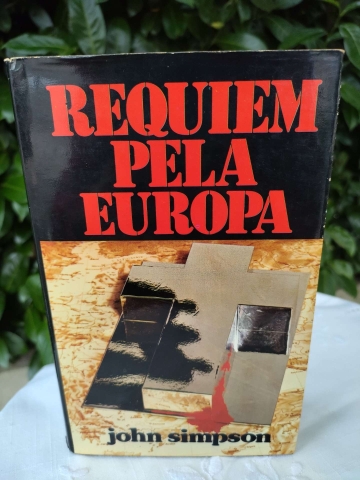 REQUIEM
PELA
EUROPA
john simpson